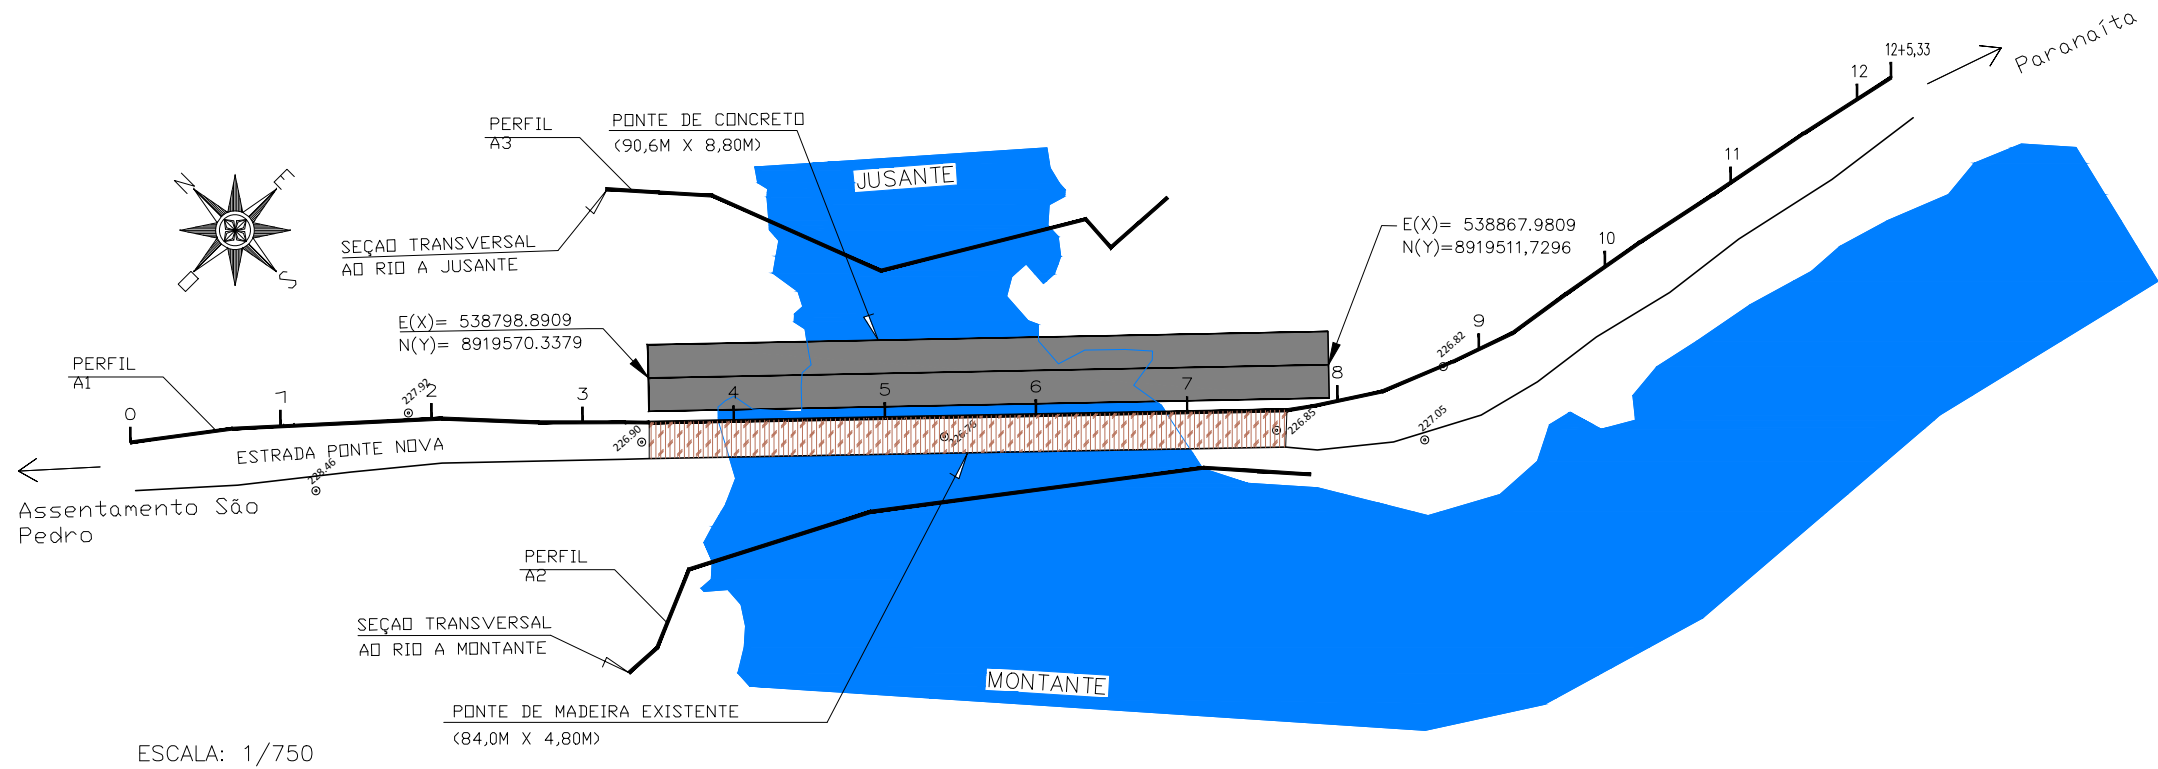 12+5,33
12
Paranaíta
PERFIL
A3
PONTE DE CONCRETO
(90,6M X 8,80M)
JUSANTE
11
N
E
O
S
SEÇAO TRANSVERSAL
AO RIO A JUSANTE
E(X)= 538867.9809
N(Y)=8919511,7296
10
E(X)= 538798.8909
N(Y)= 8919570.3379
9
226.82
PERFIL
A1
0
1
227.92
2
3
4
5
6
7
8
ESTRADA PONTE NOVA
226.90
226.76
226.85
227.05
228.46
Assentamento São
Pedro
PERFIL
A2
SEÇAO TRANSVERSAL
AO RIO A MONTANTE
MONTANTE
PONTE DE MADEIRA EXISTENTE
(84,0M X 4,80M)
ESCALA: 1/750